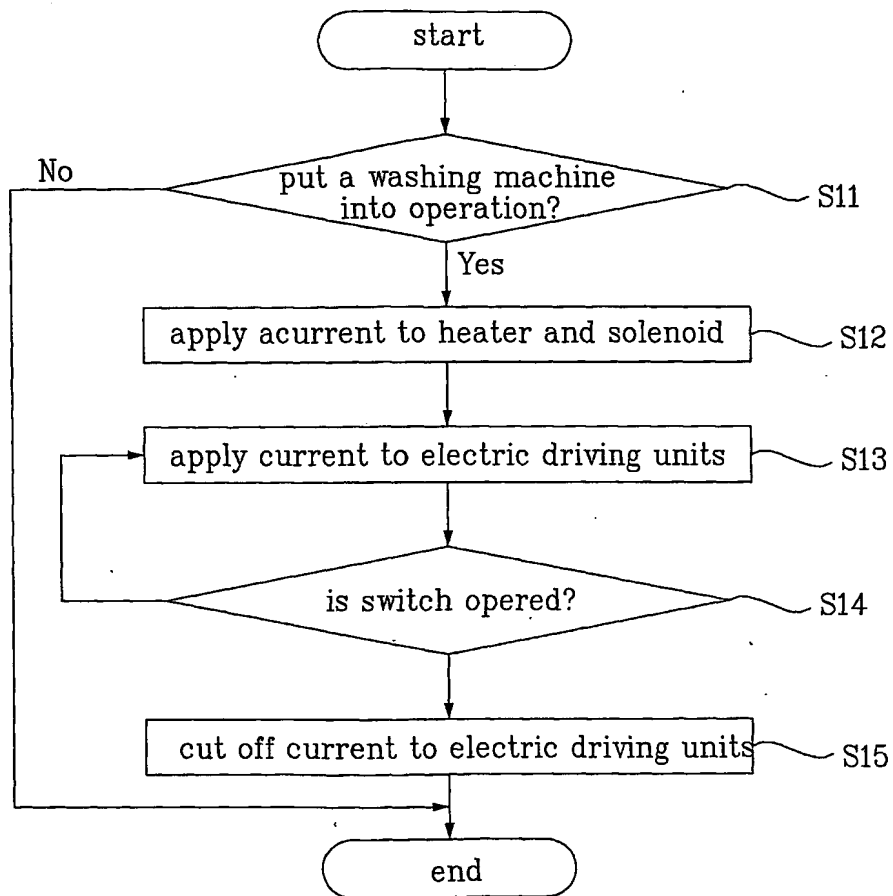 start
No
put a washing machine
into operation?
S11
Yes
apply acurrent to heater and solenoid
S12
apply current to electric driving units
S13
is switch opered?
S14
cut off current to electric driving units
S15
end